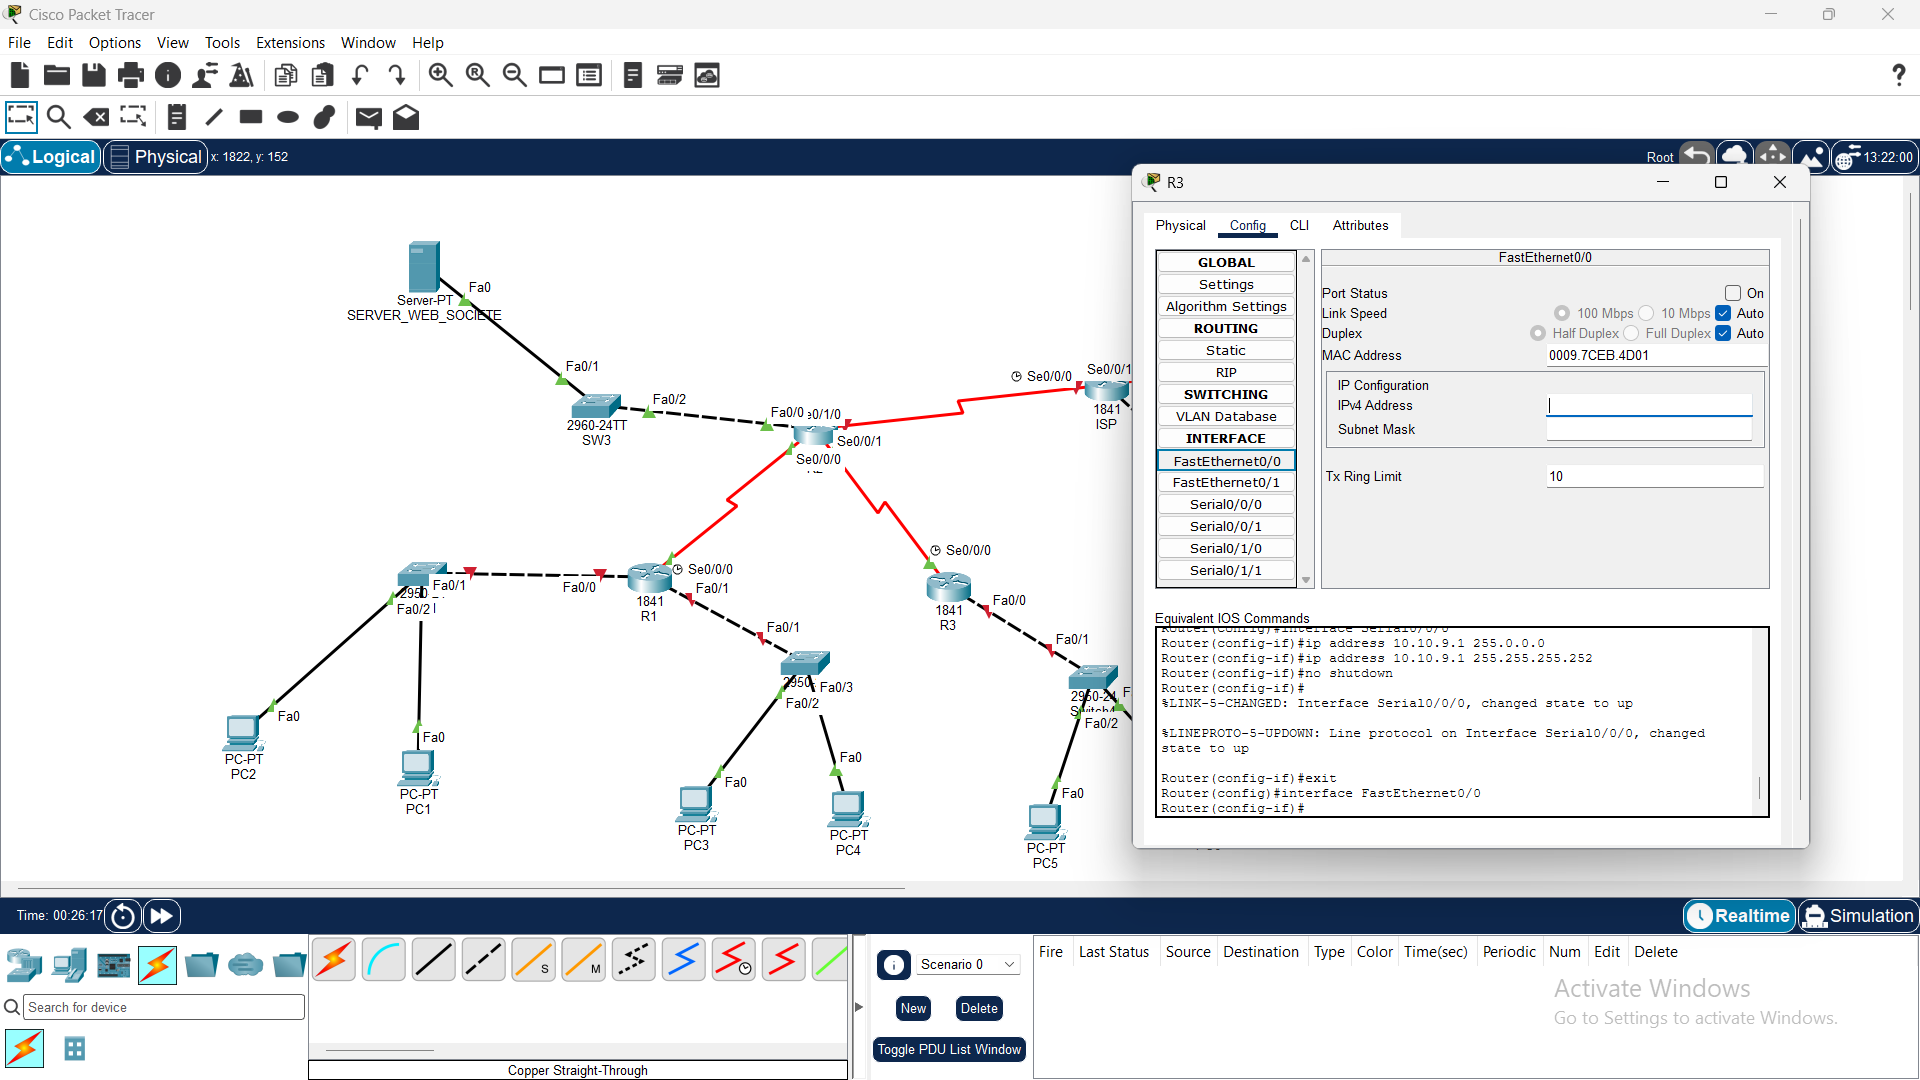 Cisco Packet Tracer
File Edit Options View Tools Extensions Window Help
Logical Physical x: 1822, y: 152
Root 13:22:00
Fa0
Server-PT
SERVER_WEB_SOCIETE
Fa0/1
Fa0/2
2960-24TT
SW3
Fa0/0
Se0/0/1
Se0/0/0
Se0/0/0
Se0/0/1
1841
ISP
Fa0/1
Fa0/2
Fa0/0
Se0/0/0
Fa0/1
1841
R1
Se0/0/0
1841
R3
Fa0/0
Fa0/1
Fa0/1
Fa0/3
Fa0/2
Fa0/2
Fa0
PC-PT
PC2
Fa0
PC-PT
PC1
Fa0
PC-PT
PC3
Fa0
PC-PT
PC4
Fa0
PC-PT
PC5
R3
Physical Config CLI Attributes
GLOBAL
Settings
Algorithm Settings
ROUTING
Static
RIP
SWITCHING
VLAN Database
INTERFACE
FastEthernet0/0
FastEthernet0/1
Serial0/0/0
Serial0/0/1
Serial0/1/0
Serial0/1/1
FastEthernet0/0
Port Status On
Link Speed 100 Mbps 10 Mbps Auto
Duplex Half Duplex Full Duplex Auto
MAC Address 0009.7CEB.4D01
IP Configuration
IPv4 Address
Subnet Mask
Tx Ring Limit 10
Equivalent IOS Commands
Router(config)#interface Serial0/0/0
Router(config-if)#ip address 10.10.9.1 255.0.0.0
Router(config-if)#ip address 10.10.9.1 255.255.255.252
Router(config-if)#no shutdown
Router(config-if)#
%LINK-5-CHANGED: Interface Serial0/0/0, changed state to up
%LINEPROTO-5-UPDOWN: Line protocol on Interface Serial0/0/0, changed
state to up
Router(config-if)#exit
Router(config)#interface FastEthernet0/0
Router(config-if)#
Time: 00:26:17
Realtime Simulation
Search for device
S
M
Copper Straight-Through
Scenario 0
New Delete
Toggle PDU List Window
Fire Last Status Source Destination Type Color Time(sec) Periodic Num Edit Delete
Activate Windows
Go to Settings to activate Windows.